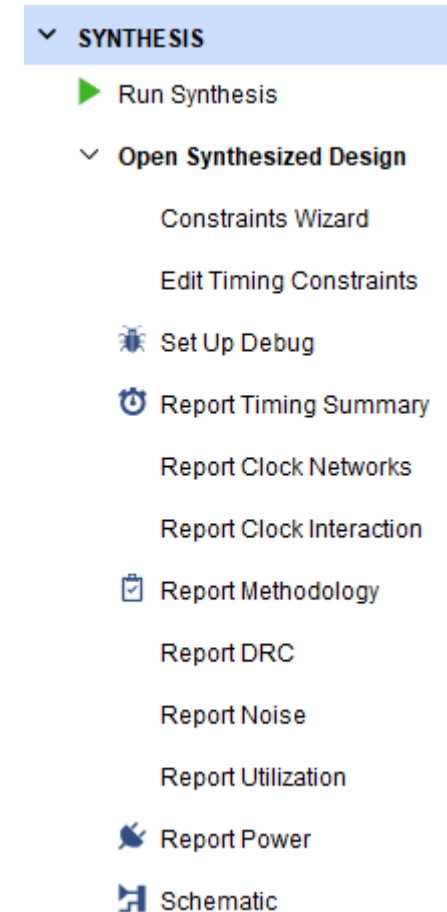 SYNTHESIS
Run Synthesis
Open Synthesized Design
Constraints Wizard
Edit Timing Constraints
Set Up Debug
Report Timing Summary
Report Clock Networks
Report Clock Interaction
Report Methodology
Report DRC
Report Noise
Report Utilization
Report Power
Schematic